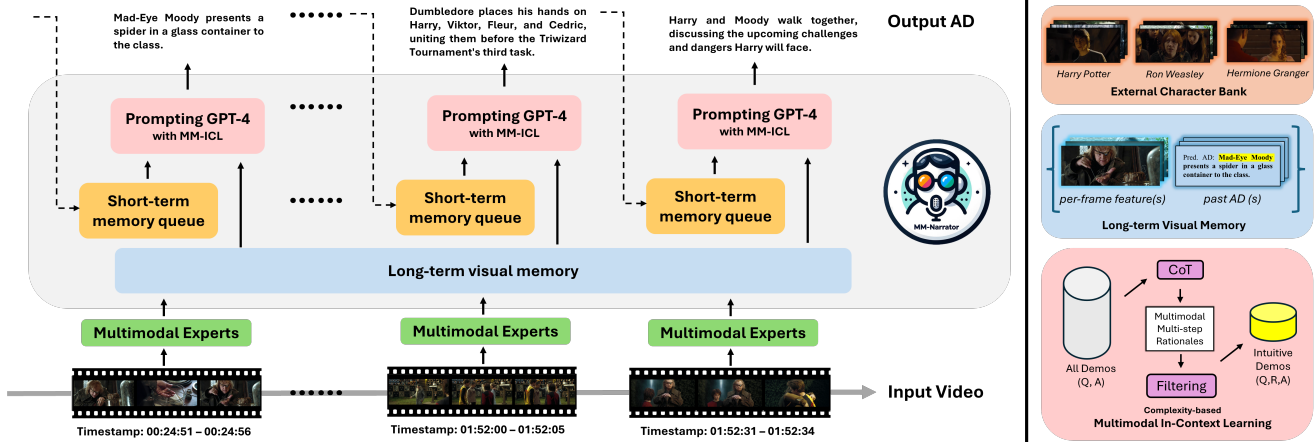 Mad-Eye Moody presents a
spider in a glass container to
the class.
Dumbledore places his hands on
Harry, Viktor, Fleur, and Cedric,
uniting them before the Triwizard
Tournament's third task.
Harry and Moody walk together,
discussing the upcoming challenges
and dangers Harry will face.
Output AD
Prompting GPT-4
with MM-ICL
Prompting GPT-4
with MM-ICL
Prompting GPT-4
with MM-ICL
Short-term
memory queue
Short-term
memory queue
Short-term
memory queue
MM-Narrator
Long-term visual memory
Multimodal Experts
Multimodal Experts
Multimodal Experts
Input Video
Timestamp: 00:24:51 – 00:24:56
Timestamp: 01:52:00 – 01:52:05
Timestamp: 01:52:31 – 01:52:34
Harry Potter
Ron Weasley
Hermione Granger
External Character Bank
Pred. AD: Mad-Eye Moody
presents a spider in a glass
container to the class.
per-frame feature(s)
past AD (s)
Long-term Visual Memory
CoT
Multimodal
Multi-step
Rationales
All Demos
(Q, A)
Filtering
Intuitive
Demos
(Q,R,A)
Complexity-based
Multimodal In-Context Learning